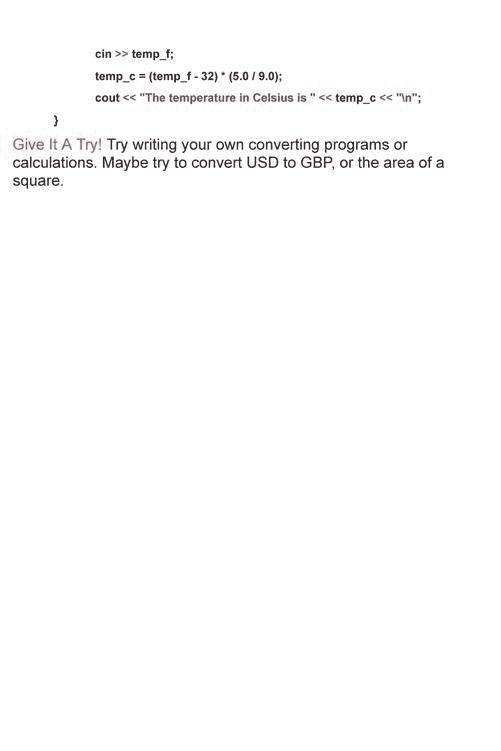 cin >> temp_f;
temp_c = (temp_f - 32) * (5.0 / 9.0);
cout << "The temperature in Celsius is " << temp_c << "\n";
}
Give It A Try! Try writing your own converting programs or
calculations. Maybe try to convert USD to GBP, or the area of a
square.